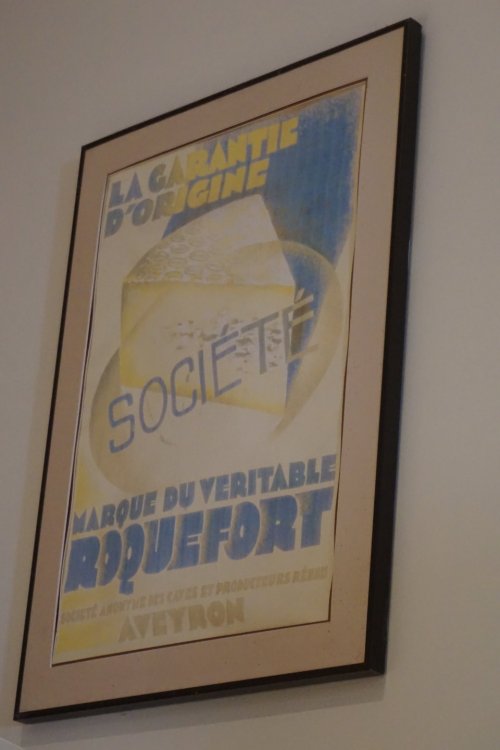 LA GARANTIE
D'ORIGINE
SOCIÉTÉ
MARQUE DU VERITABLE
ROQUEFORT
SOCIÉTÉ ANONYME DES CAVES ET PRODUCTEURS RÉUNIS
AVEYRON